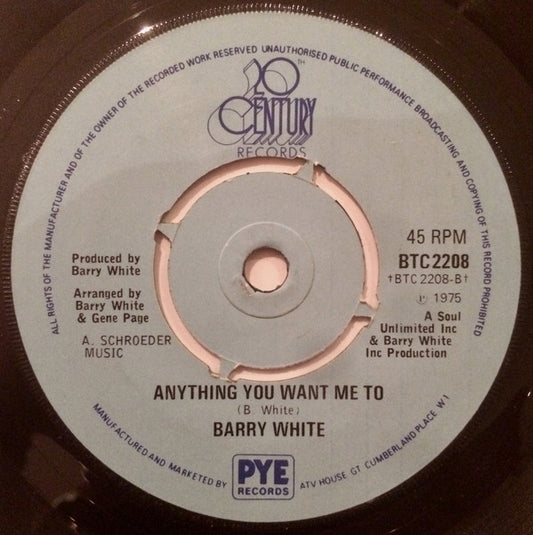 ALL RIGHTS OF THE MANUFACTURER AND OF THE OWNER OF THE RECORDED WORK RESERVED UNAUTHORISED PUBLIC PERFORMANCE BROADCASTING AND COPYING OF THIS RECORD PROHIBITED
20TH
CENTURY
RECORDS
Produced by
Barry White
Arranged by
Barry White
& Gene Page
A. SCHROEDER
MUSIC
45 RPM
BTC2208
†BTC 2208-B†
℗ 1975
A Soul
Unlimited Inc
& Barry White
Inc Production
ANYTHING YOU WANT ME TO
(B. White)
BARRY WHITE
MANUFACTURED AND MARKETED BY
PYE
RECORDS
ATV HOUSE GT CUMBERLAND PLACE W1